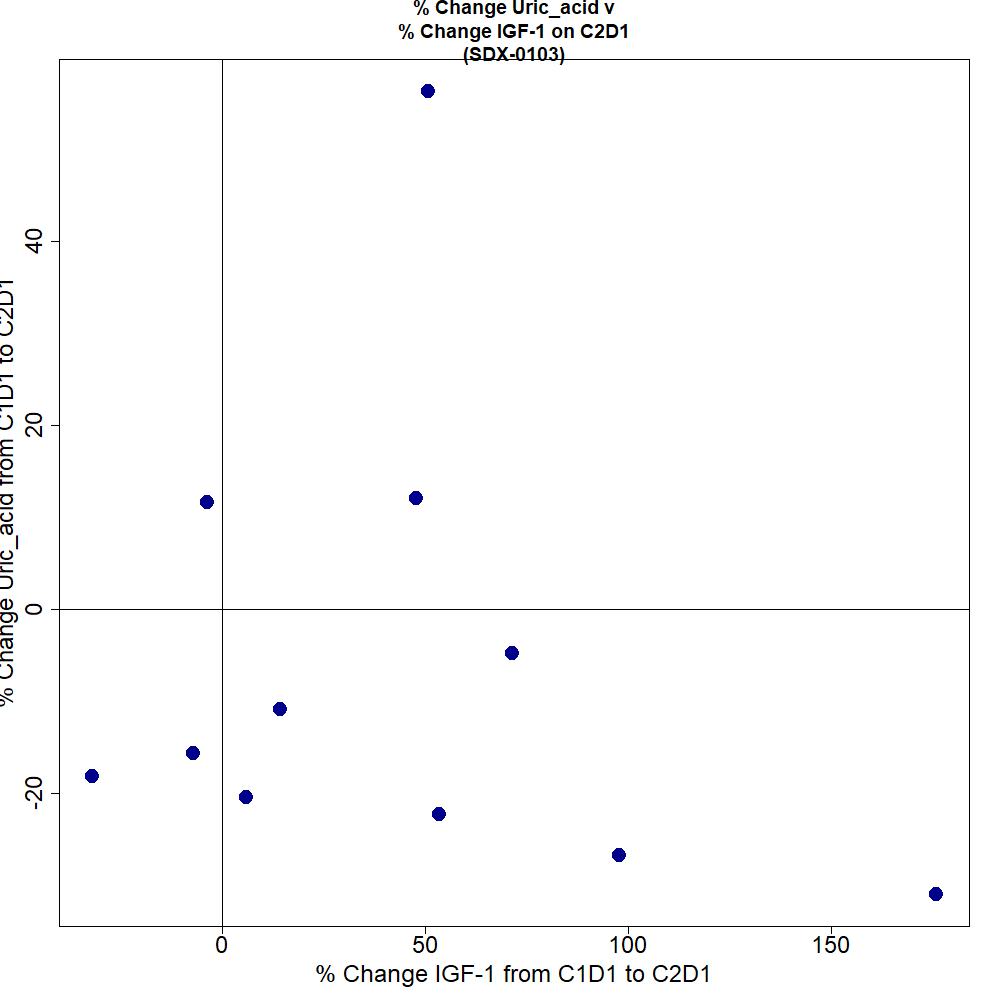 % Change Uric_acid v
% Change IGF-1 on C2D1
(SDX-0103)
% Change Uric_acid from C1D1 to C2D1
40
20
0
-20
0
50
100
150
% Change IGF-1 from C1D1 to C2D1